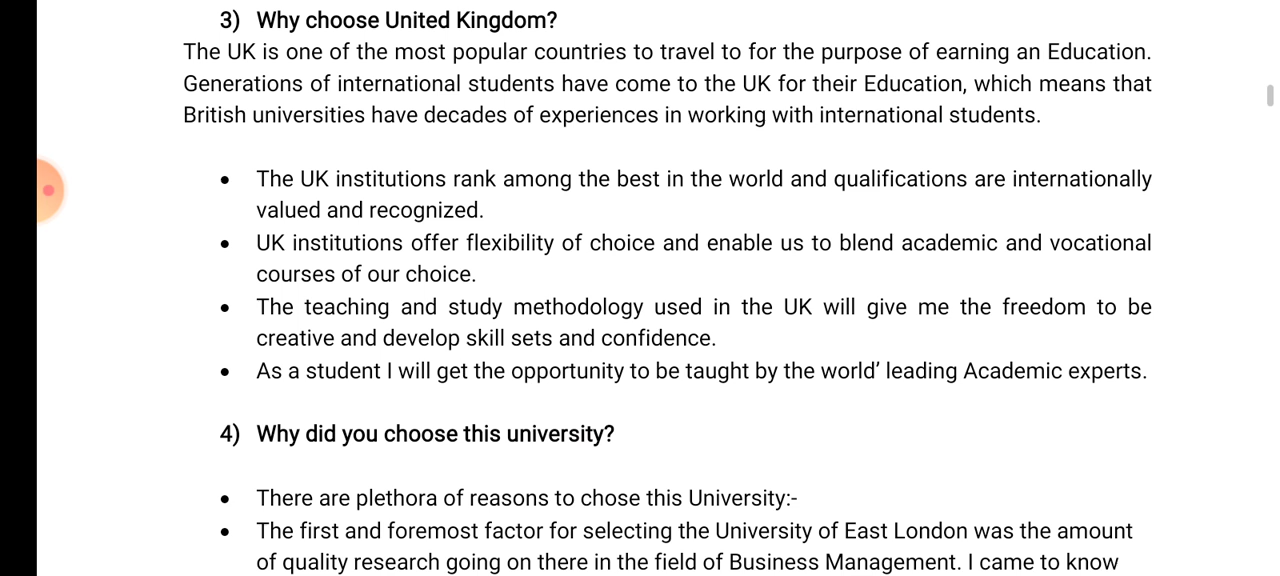 3) Why choose United Kingdom?
The UK is one of the most popular countries to travel to for the purpose of earning an Education.
Generations of international students have come to the UK for their Education, which means that
British universities have decades of experiences in working with international students.
• The UK institutions rank among the best in the world and qualifications are internationally
valued and recognized.
• UK institutions offer flexibility of choice and enable us to blend academic and vocational
courses of our choice.
• The teaching and study methodology used in the UK will give me the freedom to be
creative and develop skill sets and confidence.
• As a student I will get the opportunity to be taught by the world’ leading Academic experts.
4) Why did you choose this university?
• There are plethora of reasons to chose this University:-
• The first and foremost factor for selecting the University of East London was the amount
of quality research going on there in the field of Business Management. I came to know